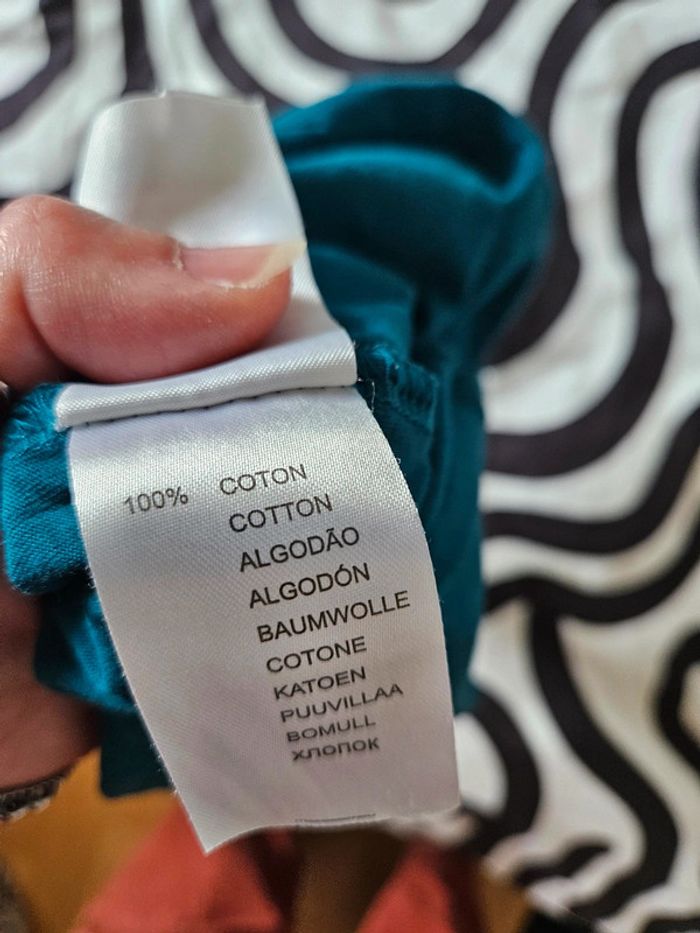 100% COTON
COTTON
ALGODÃO
ALGODÓN
BAUMWOLLE
COTONE
KATOEN
PUUVILLAA
BOMULL
ХЛОПОК